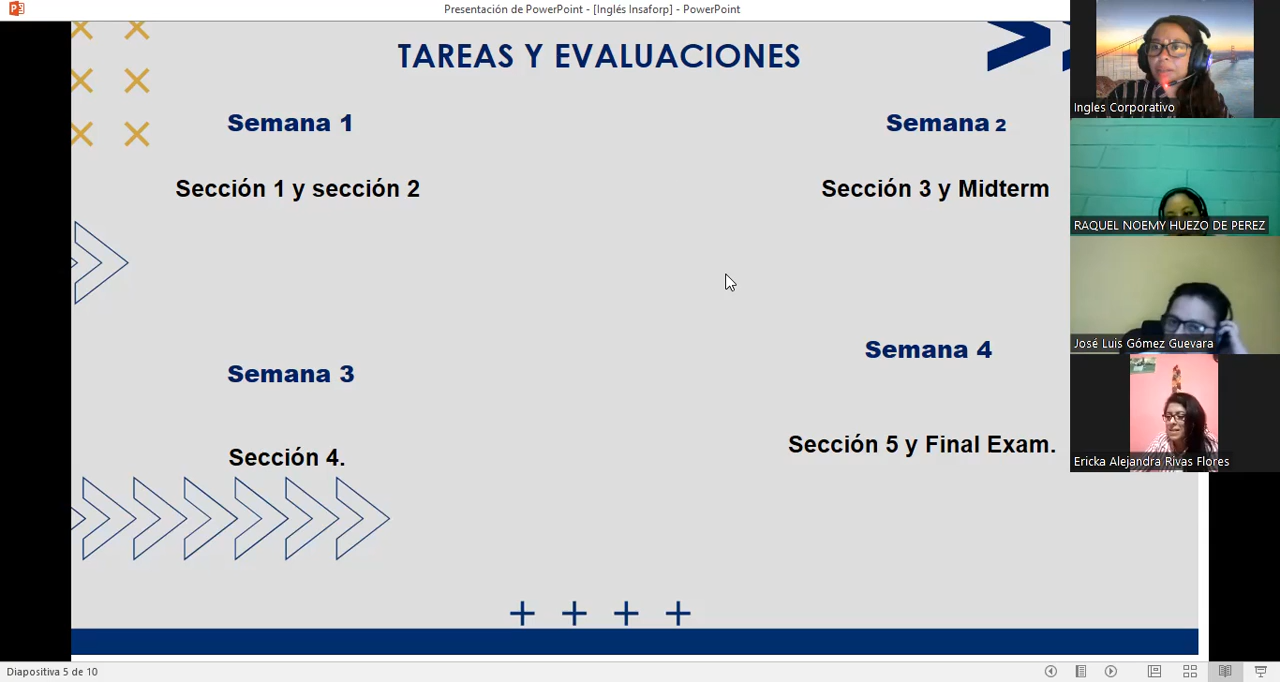 Presentación de PowerPoint - [Inglés Insaforp] - PowerPoint
TAREAS Y EVALUACIONES
Semana 1
Sección 1 y sección 2
Semana 2
Sección 3 y Midterm
Semana 3
Sección 4.
Semana 4
Sección 5 y Final Exam.
Ingles Corporativo
RAQUEL NOEMY HUEZO DE PEREZ
José Luis Gómez Guevara
Ericka Alejandra Rivas Flores
Diapositiva 5 de 10